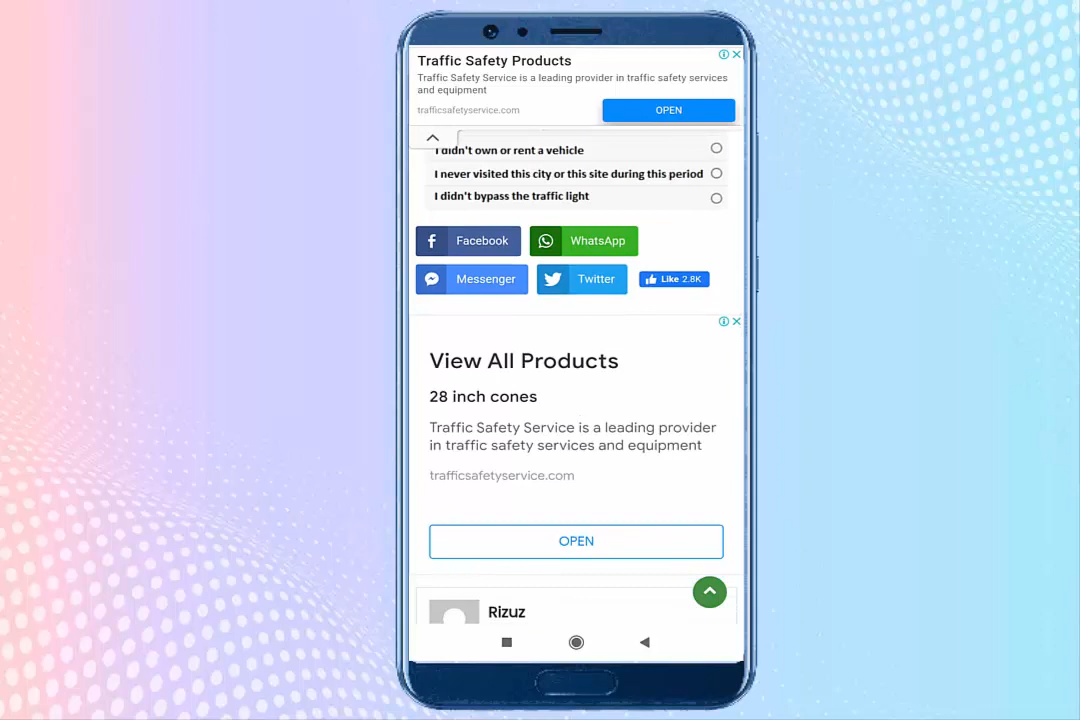 Traffic Safety Products
Traffic Safety Service is a leading provider in traffic safety services
and equipment
trafficsafetyservice.com
OPEN
I didn't own or rent a vehicle
I never visited this city or this site during this period
I didn't bypass the traffic light
Facebook
WhatsApp
Messenger
Twitter
Like 2.8K
View All Products
28 inch cones
Traffic Safety Service is a leading provider
in traffic safety services and equipment
trafficsafetyservice.com
OPEN
Rizuz